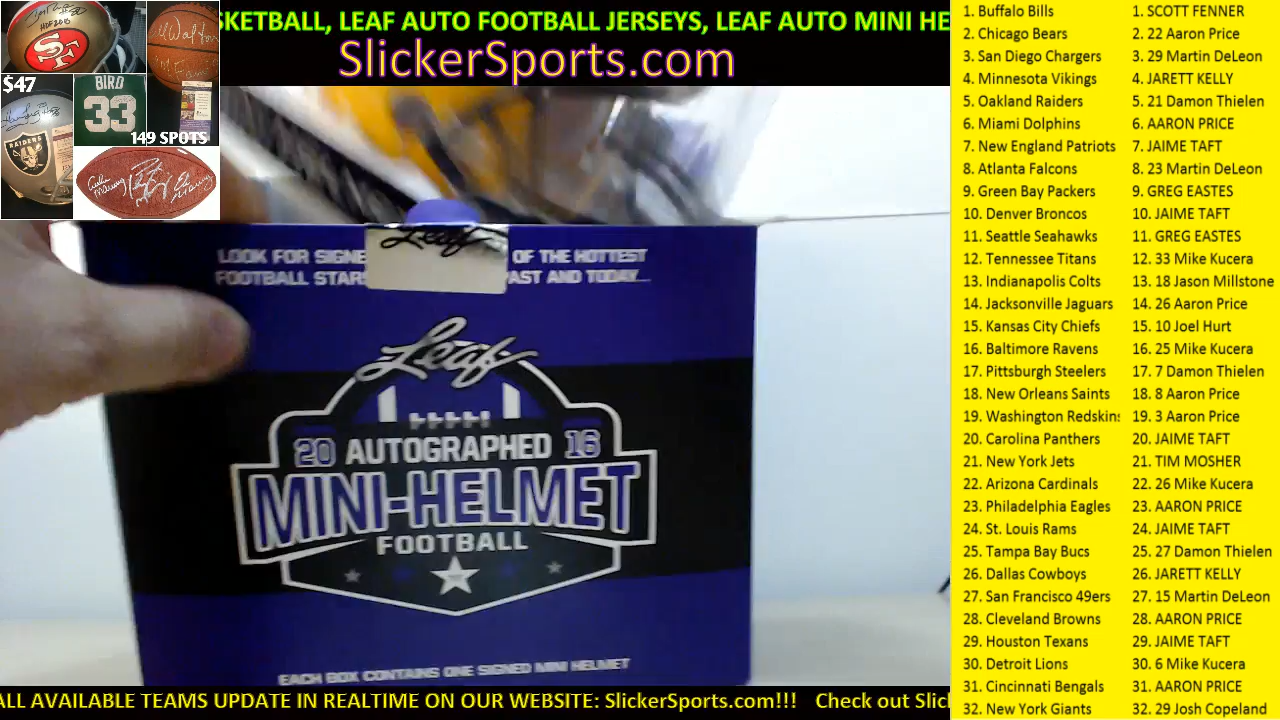 SKETBALL, LEAF AUTO FOOTBALL JERSEYS, LEAF AUTO MINI HE
SlickerSports.com
$47
BIRD
33
RAIDERS
149 SPOTS
LOOK FOR SIGNE OF THE HOTTEST
FOOTBALL STARS AST AND TODAY...
Leaf
Leaf
20 AUTOGRAPHED 16
MINI-HELMET
FOOTBALL
EACH BOX CONTAINS ONE SIGNED MINI HELMET
ALL AVAILABLE TEAMS UPDATE IN REALTIME ON OUR WEBSITE: SlickerSports.com!!! Check out Slic
1. Buffalo Bills 1. SCOTT FENNER
2. Chicago Bears 2. 22 Aaron Price
3. San Diego Chargers 3. 29 Martin DeLeon
4. Minnesota Vikings 4. JARETT KELLY
5. Oakland Raiders 5. 21 Damon Thielen
6. Miami Dolphins 6. AARON PRICE
7. New England Patriots 7. JAIME TAFT
8. Atlanta Falcons 8. 23 Martin DeLeon
9. Green Bay Packers 9. GREG EASTES
10. Denver Broncos 10. JAIME TAFT
11. Seattle Seahawks 11. GREG EASTES
12. Tennessee Titans 12. 33 Mike Kucera
13. Indianapolis Colts 13. 18 Jason Millstone
14. Jacksonville Jaguars 14. 26 Aaron Price
15. Kansas City Chiefs 15. 10 Joel Hurt
16. Baltimore Ravens 16. 25 Mike Kucera
17. Pittsburgh Steelers 17. 7 Damon Thielen
18. New Orleans Saints 18. 8 Aaron Price
19. Washington Redskins 19. 3 Aaron Price
20. Carolina Panthers 20. JAIME TAFT
21. New York Jets 21. TIM MOSHER
22. Arizona Cardinals 22. 26 Mike Kucera
23. Philadelphia Eagles 23. AARON PRICE
24. St. Louis Rams 24. JAIME TAFT
25. Tampa Bay Bucs 25. 27 Damon Thielen
26. Dallas Cowboys 26. JARETT KELLY
27. San Francisco 49ers 27. 15 Martin DeLeon
28. Cleveland Browns 28. AARON PRICE
29. Houston Texans 29. JAIME TAFT
30. Detroit Lions 30. 6 Mike Kucera
31. Cincinnati Bengals 31. AARON PRICE
32. New York Giants 32. 29 Josh Copeland